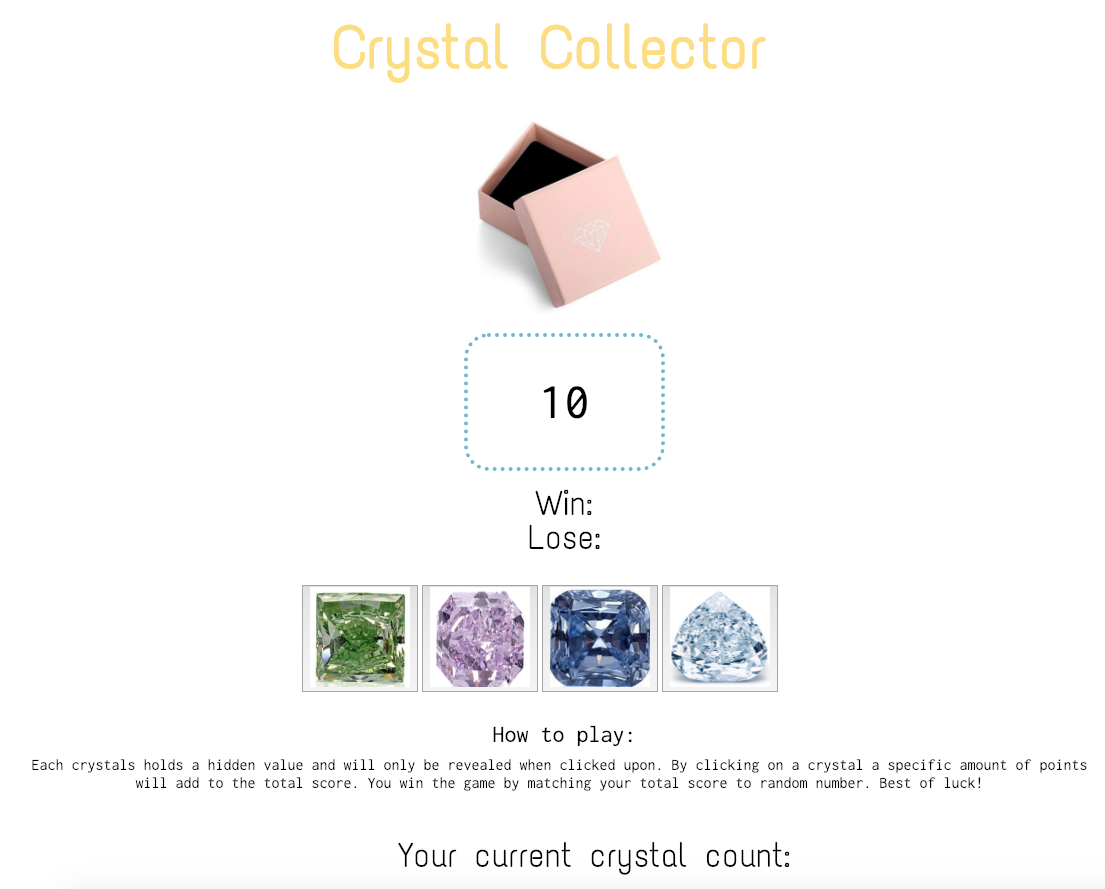 Crystal Collector
10
Win:
Lose:
How to play:
Each crystals holds a hidden value and will only be revealed when clicked upon. By clicking on a crystal a specific amount of points
will add to the total score. You win the game by matching your total score to random number. Best of luck!
Your current crystal count: